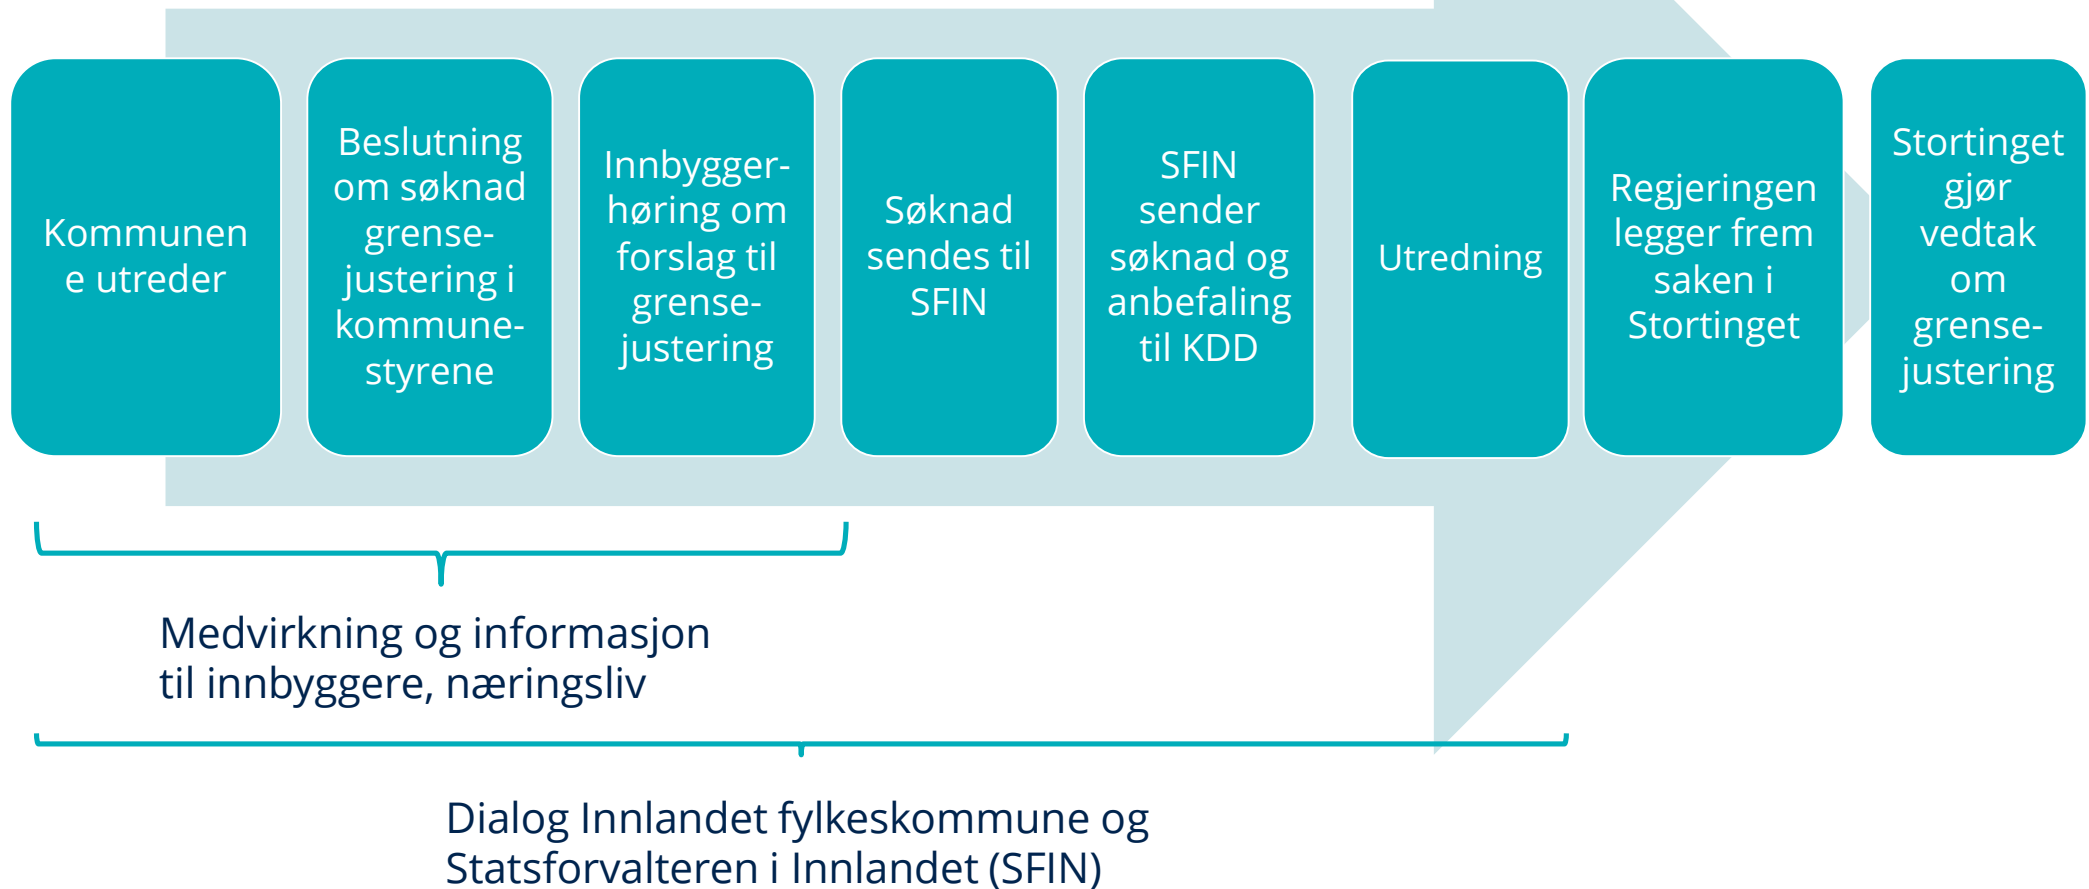 Kommunen
e utreder
Beslutning
om søknad
grense-
justering i
kommune-
styrene
Innbygger-
høring om
forslag til
grense-
justering
Søknad
sendes til
SFIN
SFIN
sender
søknad og
anbefaling
til KDD
Utredning
Regjeringen
legger frem
saken i
Stortinget
Stortinget
gjør
vedtak
om
grense-
justering
Medvirkning og informasjon
til innbyggere, næringsliv
Dialog Innlandet fylkeskommune og
Statsforvalteren i Innlandet (SFIN)